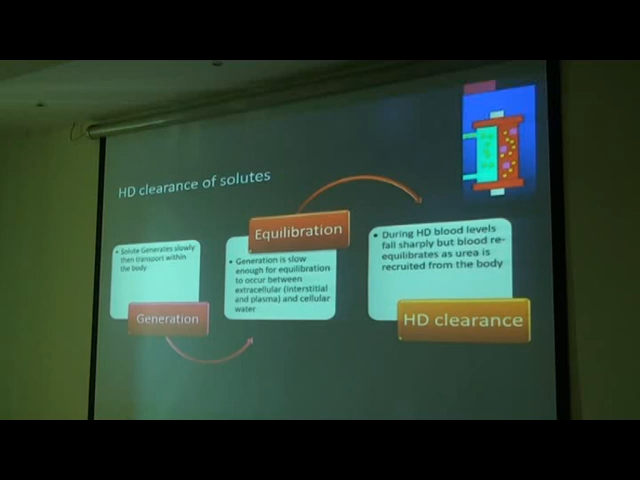 HD clearance of solutes
• Solute Generates slowly
then transport within
the body
Generation
Equilibration
• Generation is slow
enough for equilibration
to occur between
extracellular (interstitial
and plasma) and cellular
water
• During HD blood levels
fall sharply but blood re-
equilibrates as urea is
recruited from the body
HD clearance